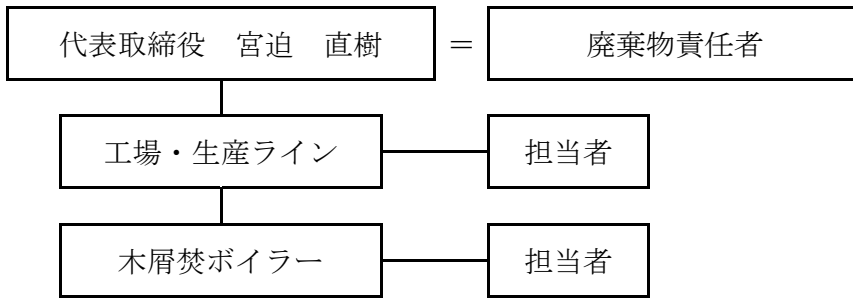 代表取締役　宮迫　直樹 ＝ 廃棄物責任者
工場・生産ライン 担当者
木屑焚ボイラー 担当者